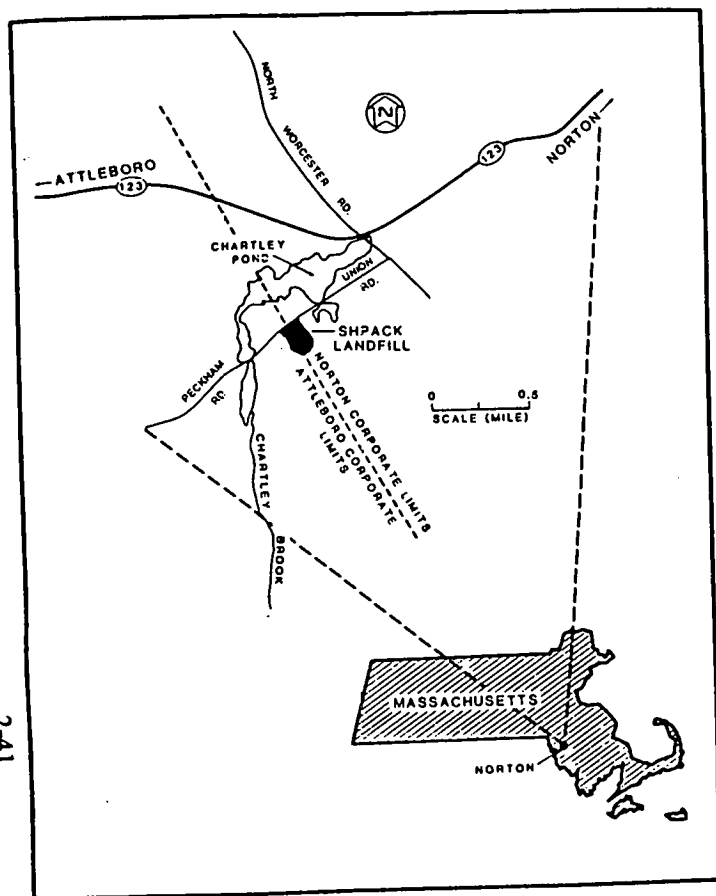 NORTH
WORCESTER
RD.
N
NORTON
123
ATTLEBORO
123
CHARTLEY
POND
UNION
RD.
SHPACK
LANDFILL
PECKHAM
RD.
NORTON CORPORATE LIMITS
ATTLEBORO CORPORATE
LIMITS
0 0.5
SCALE (MILE)
CHARTLEY
BROOK
MASSACHUSETTS
NORTON
2-41